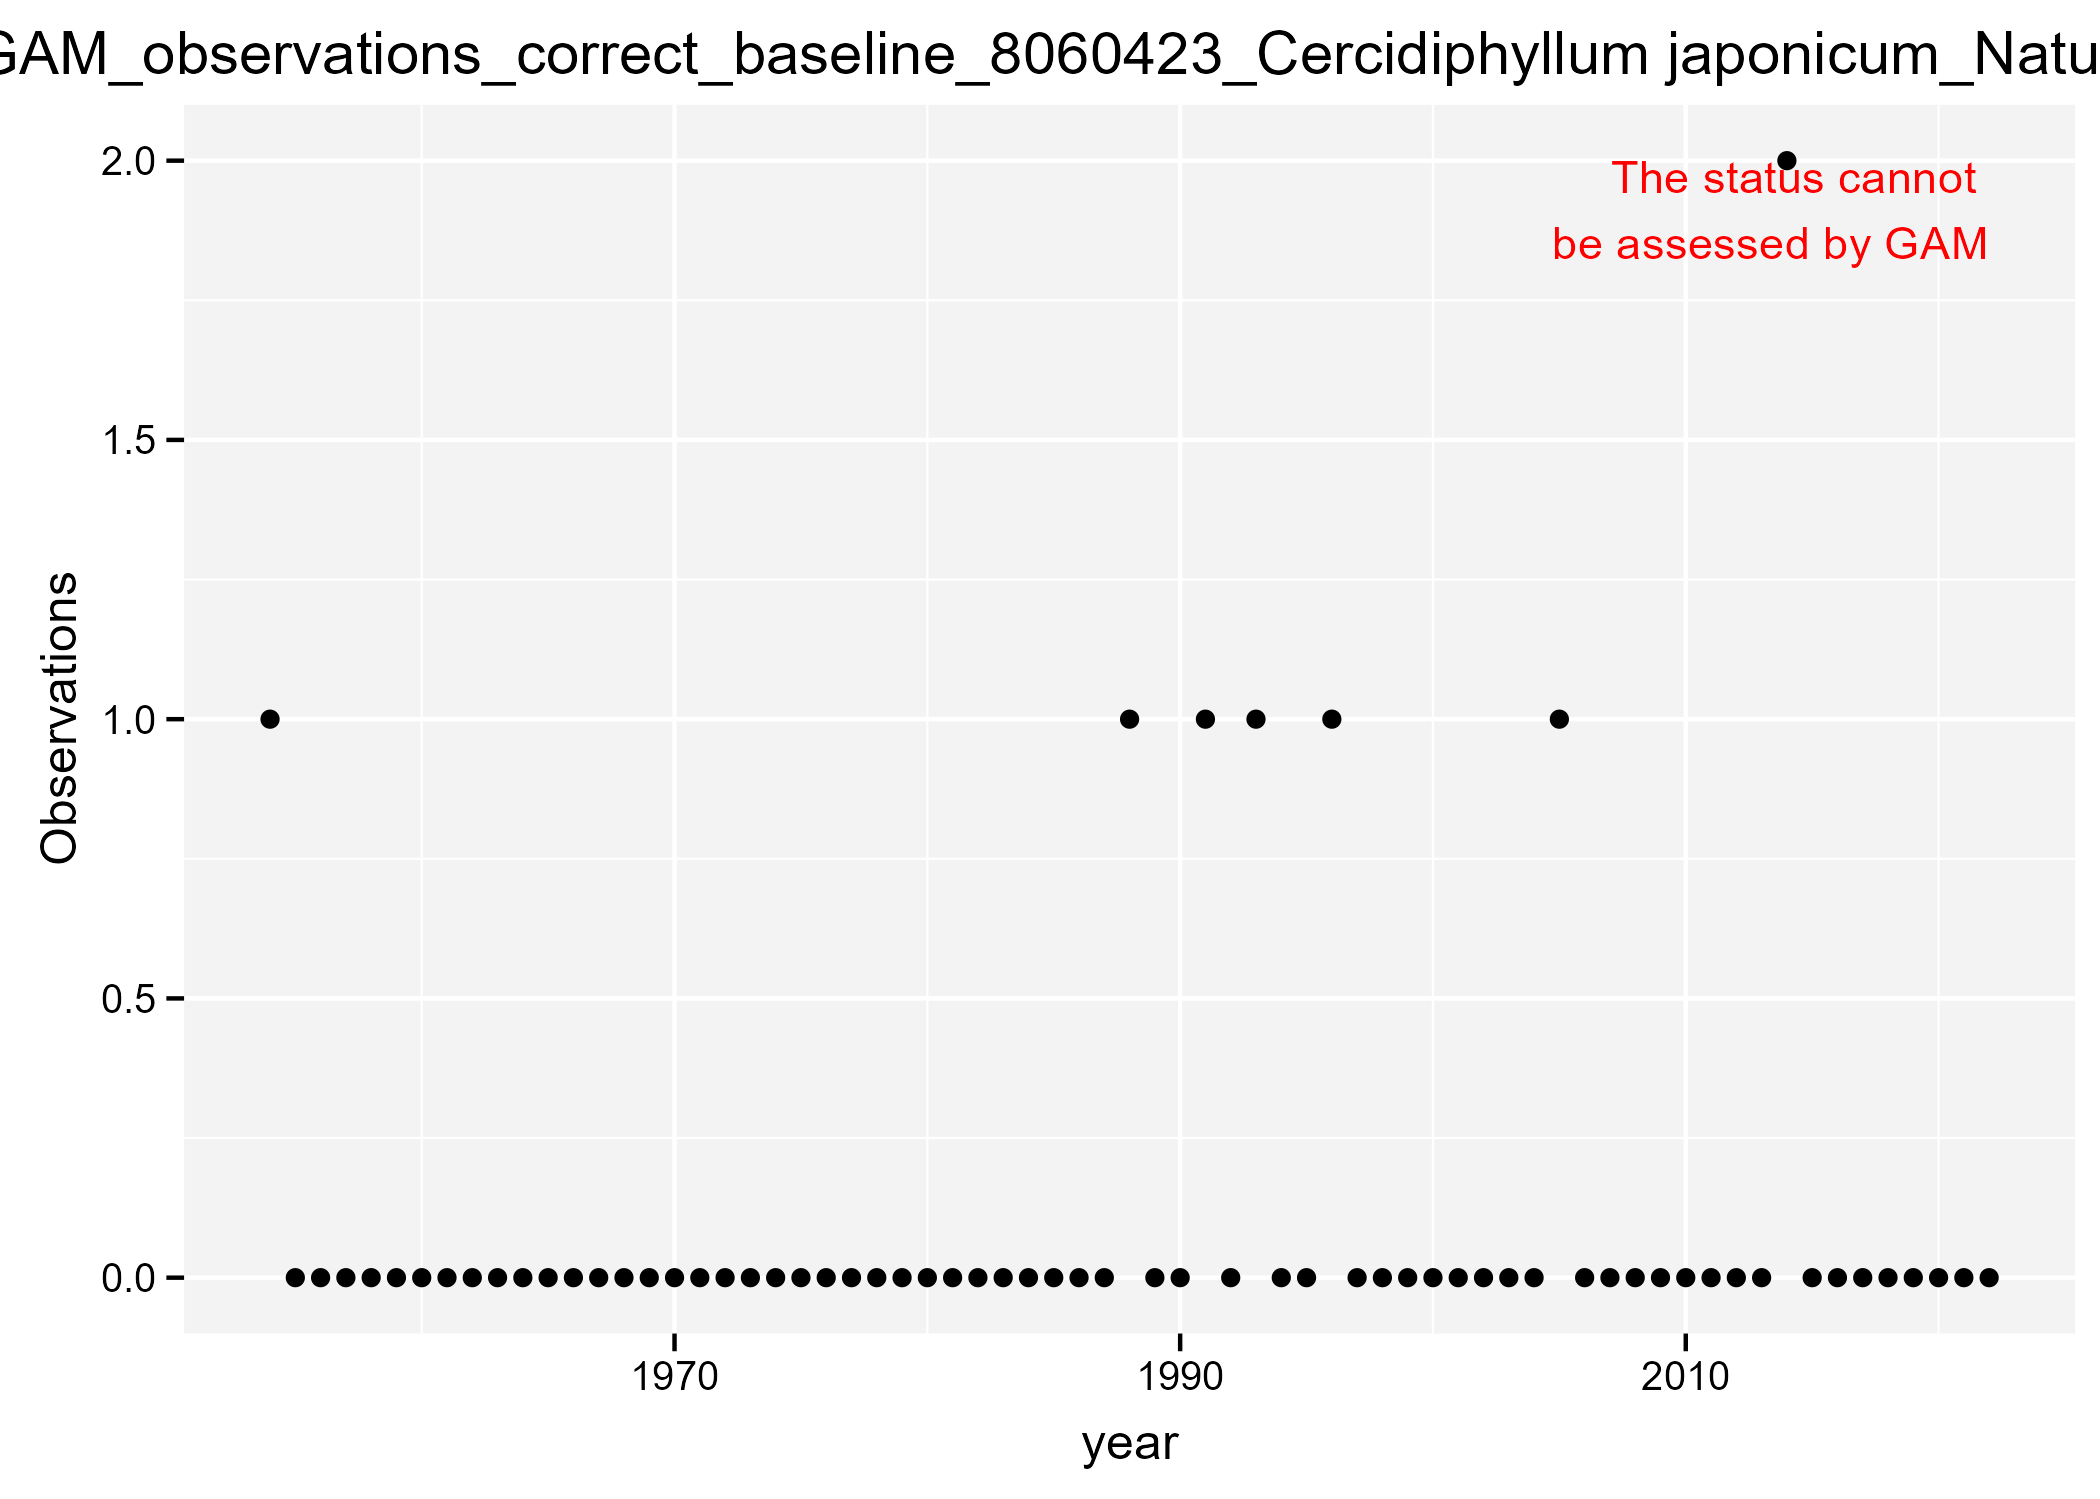 GAM_observations_correct_baseline_8060423_Cercidiphyllum japonicum_Natu
2.0
The status cannot
be assessed by GAM
1.5
1.0
0.5
0.0
Observations
1970 1990 2010
year